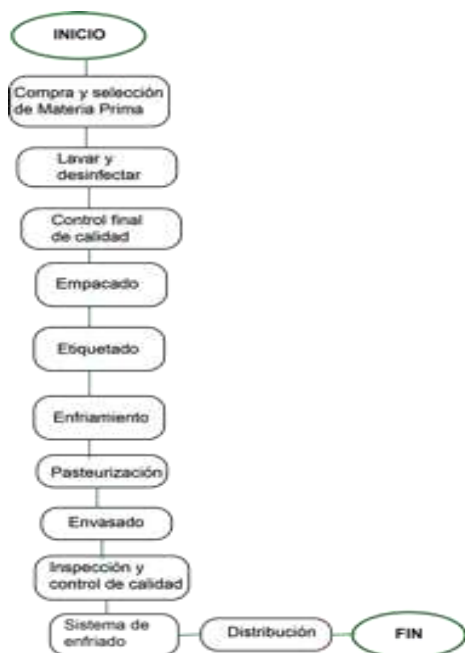 INICIO
Compra y selección
de Materia Prima
Lavar y
desinfectar
Control final
de calidad
Empacado
Etiquetado
Enfriamiento
Pasteurización
Envasado
Inspección y
control de calidad
Sistema de
enfriado
Distribución
FIN